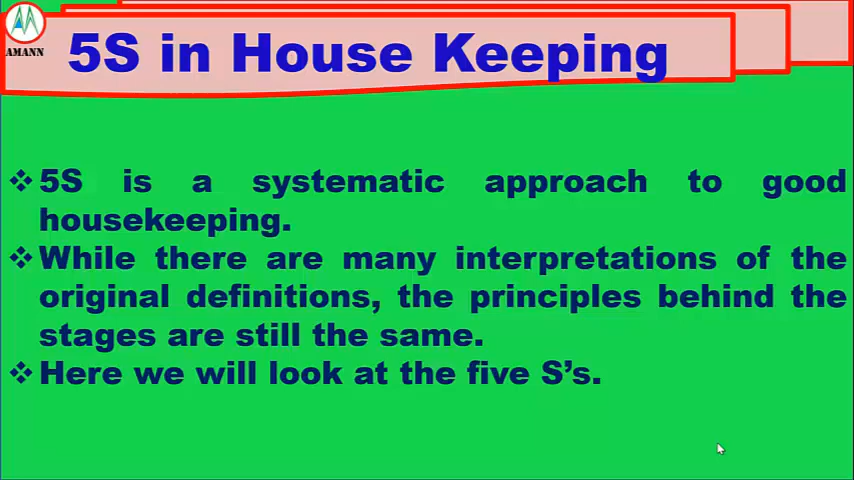 AMANN
5S in House Keeping
❖5S is a systematic approach to good
housekeeping.
❖While there are many interpretations of the
original definitions, the principles behind the
stages are still the same.
❖Here we will look at the five S’s.